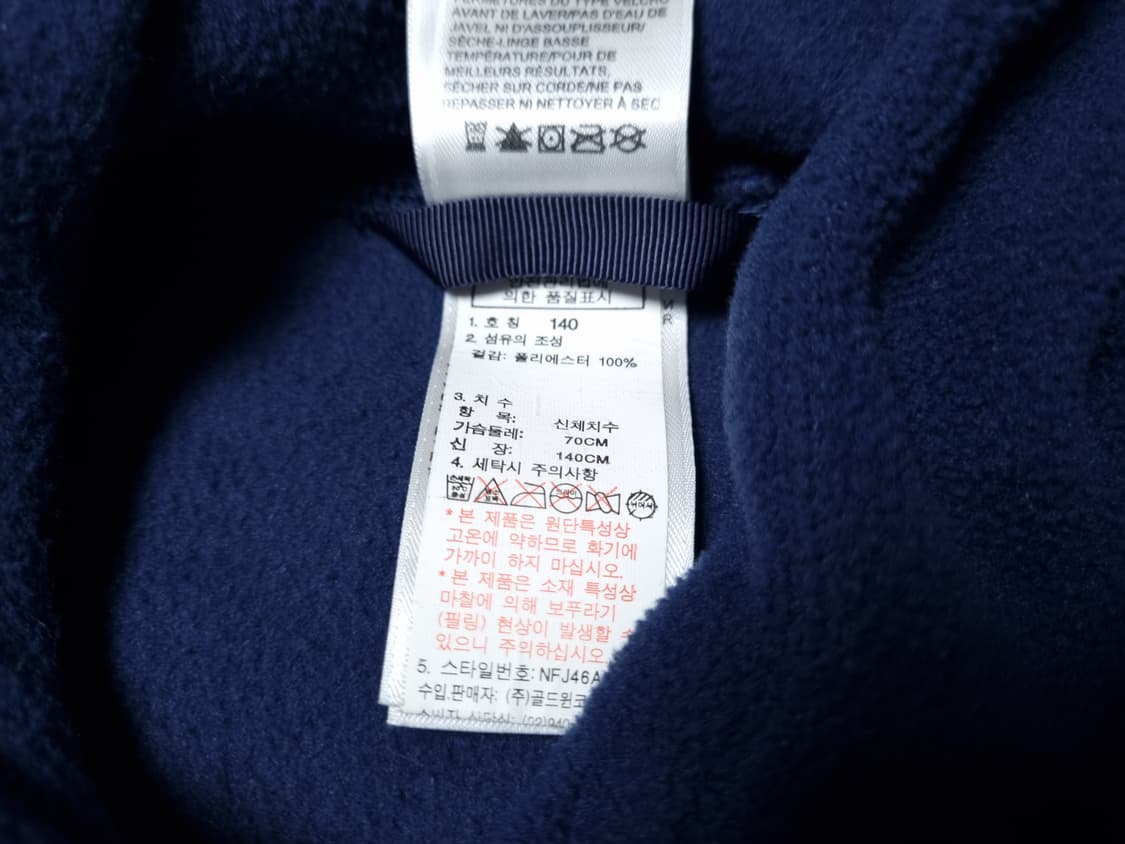 FERMETURES DU TYPE VELCRO
AVANT DE LAVER/PAS D'EAU DE
JAVEL NI D'ASSOUPLISSEUR/
SÈCHE-LINGE BASSE
TEMPÉRATURE/POUR DE
MEILLEURS RÉSULTATS,
SÉCHER SUR CORDE/NE PAS
REPASSER NI NETTOYER À SEC
의한 품질표시
1. 호 칭 140
2. 섬유의 조성
겉감: 폴리에스터 100%
3. 치 수
항 목: 신체치수
가슴둘레: 70CM
신 장: 140CM
4. 세탁시 주의사항
* 본 제품은 원단특성상
고온에 약하므로 화기에
가까이 하지 마십시오.
* 본 제품은 소재 특성상
마찰에 의해 보푸라기
(필링) 현상이 발생할 수
있으니 주의하십시오.
5. 스타일번호: NFJ46A
수입.판매자: (주)골드윈코